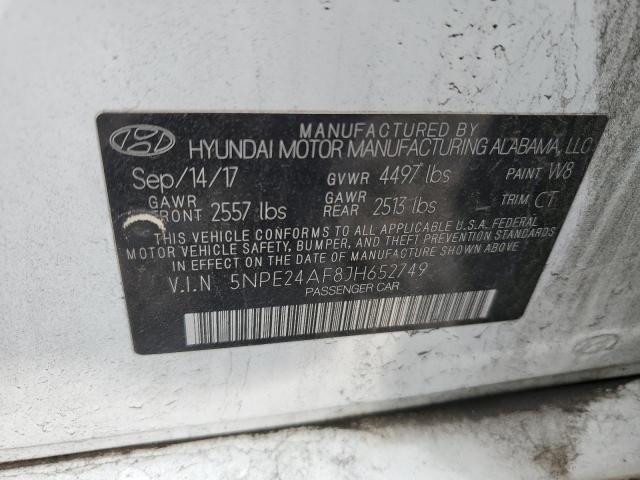 MANUFACTURED BY
HYUNDAI MOTOR MANUFACTURING ALABAMA, LLC
Sep/14/17 GVWR 4497 lbs PAINT W8
GAWR FRONT 2557 lbs GAWR REAR 2513 lbs TRIM CT
THIS VEHICLE CONFORMS TO ALL APPLICABLE U.S.A. FEDERAL
MOTOR VEHICLE SAFETY, BUMPER, AND THEFT PREVENTION
STANDARDS IN EFFECT ON THE DATE OF MANUFACTURE SHOWN ABOVE.
V.I.N 5NPE24AF8JH652749
PASSENGER CAR